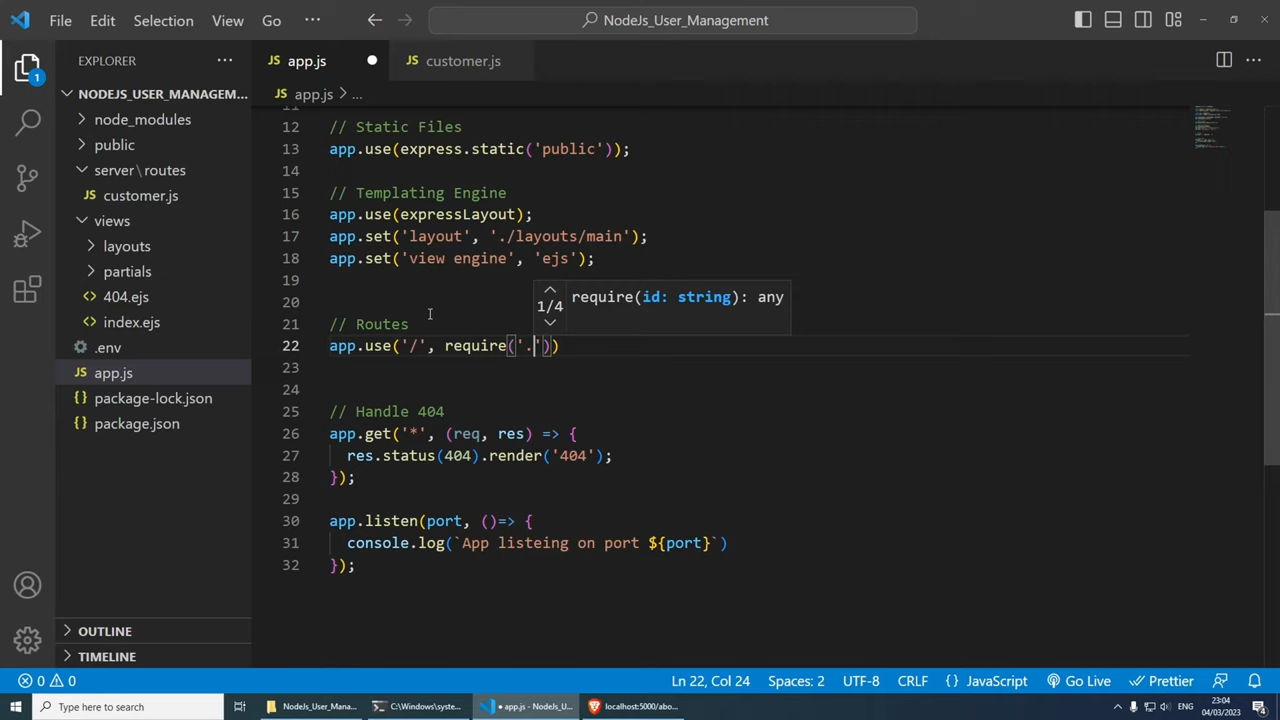 File Edit Selection View Go ··· NodeJs_User_Management
EXPLORER ···
JS app.js
JS customer.js
JS app.js > ...
NODEJS_USER_MANAGEM...
node_modules
public
server\routes
JS customer.js
views
layouts
partials
404.ejs
index.ejs
.env
JS app.js
package-lock.json
package.json
OUTLINE
TIMELINE
1
11
12 // Static Files
13 app.use(express.static('public'));
14
15 // Templating Engine
16 app.use(expressLayout);
17 app.set('layout', './layouts/main');
18 app.set('view engine', 'ejs');
19
20
1/4 require(id: string): any
21 // Routes
22 app.use('/', require('.'))
23
24
25 // Handle 404
26 app.get('*', (req, res) => {
27 res.status(404).render('404');
28 });
29
30 app.listen(port, ()=> {
31 console.log(`App listeing on port ${port}`)
32 });
0 0 Ln 22, Col 24 Spaces: 2 UTF-8 CRLF {} JavaScript Go Live Prettier
Type here to search NodeJs_User_Mana... C:\Windows\syste... app.js - NodeJs_U... localhost:5000/abo... ENG 23:04
04/03/2023 4